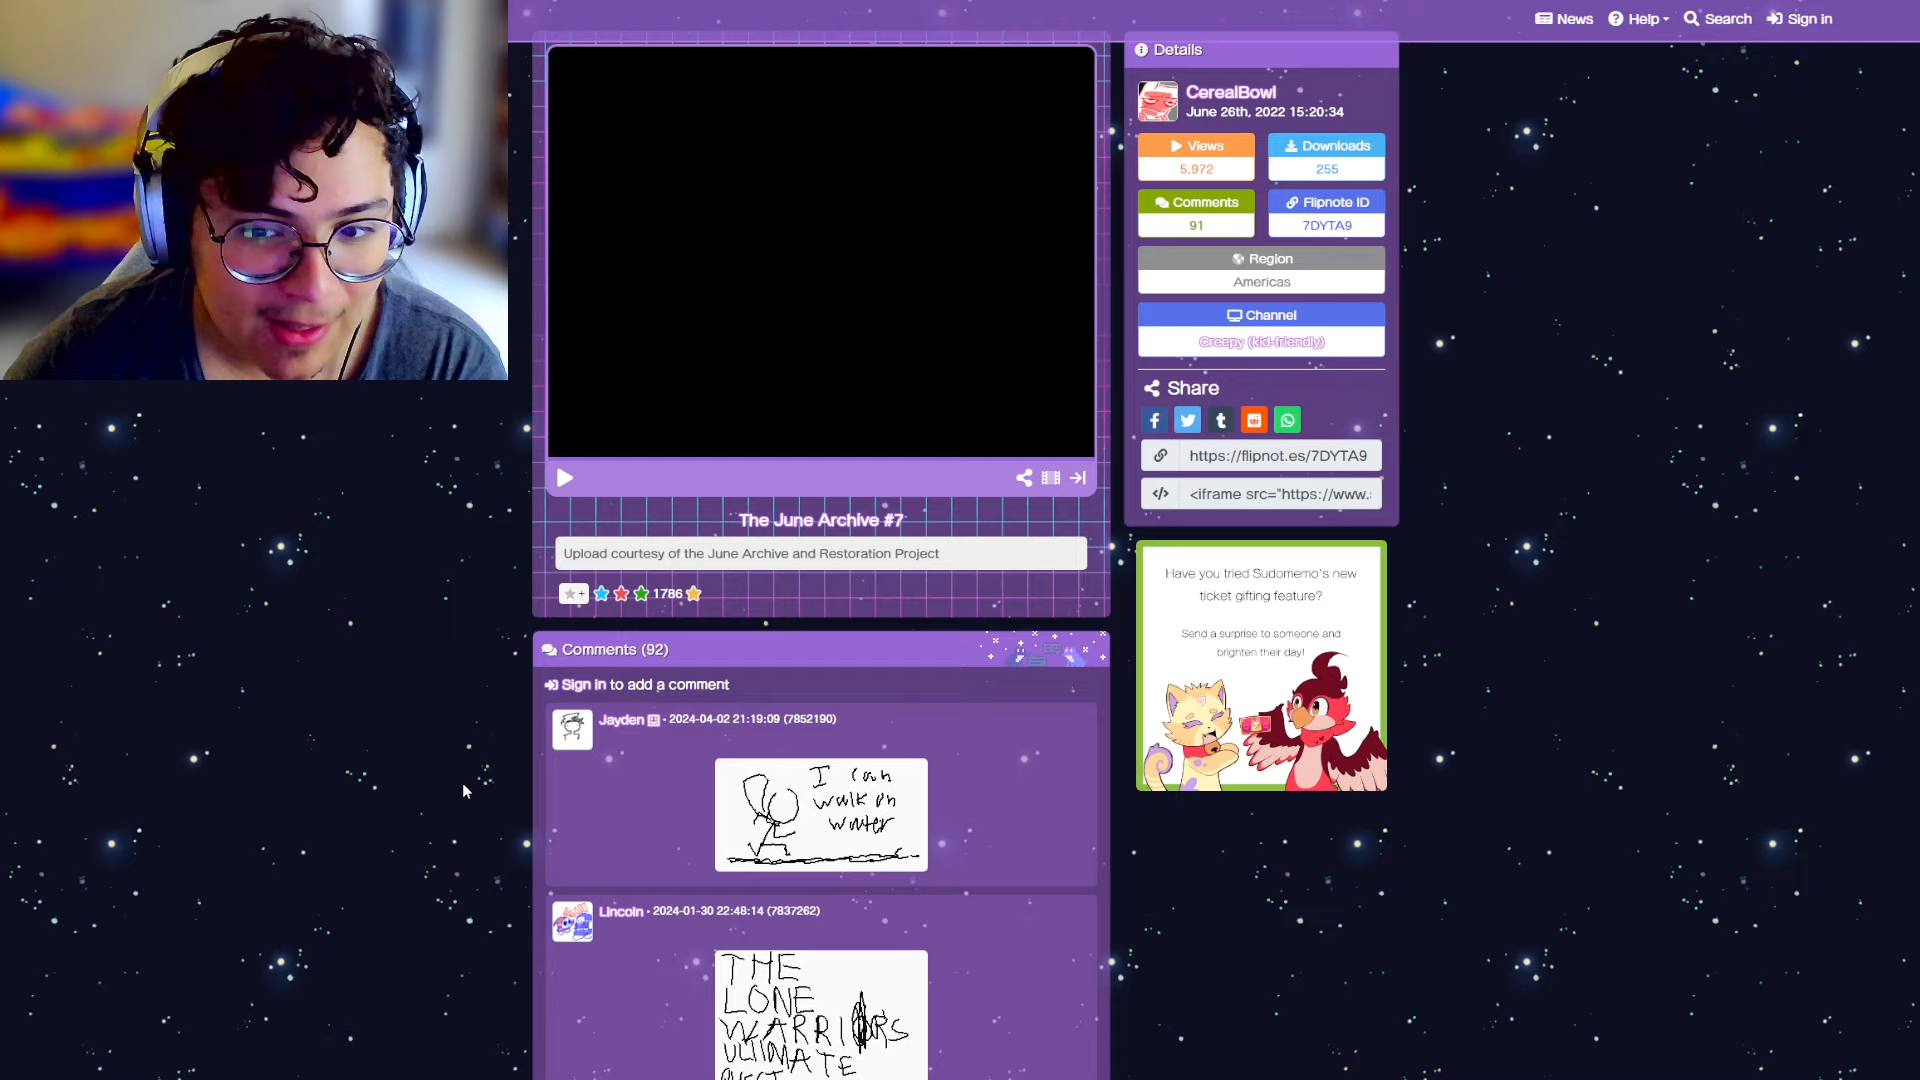 News
Help
Search
Sign in
Details
CerealBowl
June 26th, 2022 15:20:34
Views
5,972
Downloads
255
Comments
91
Flipnote ID
7DYTA9
Region
Americas
Channel
Creepy (kid-friendly)
Share
https://flipnot.es/7DYTA9
<iframe src="https://www.
The June Archive #7
Upload courtesy of the June Archive and Restoration Project
1786
Have you tried Sudomemo's new
ticket gifting feature?
Send a surprise to someone and
brighten their day!
Comments (92)
Sign in to add a comment
Jayden · 2024-04-02 21:19:09 (7852190)
I can
walk on
water
Lincoln · 2024-01-30 22:48:14 (7837262)
THE
LONE
WARRIORS
ULTIMATE